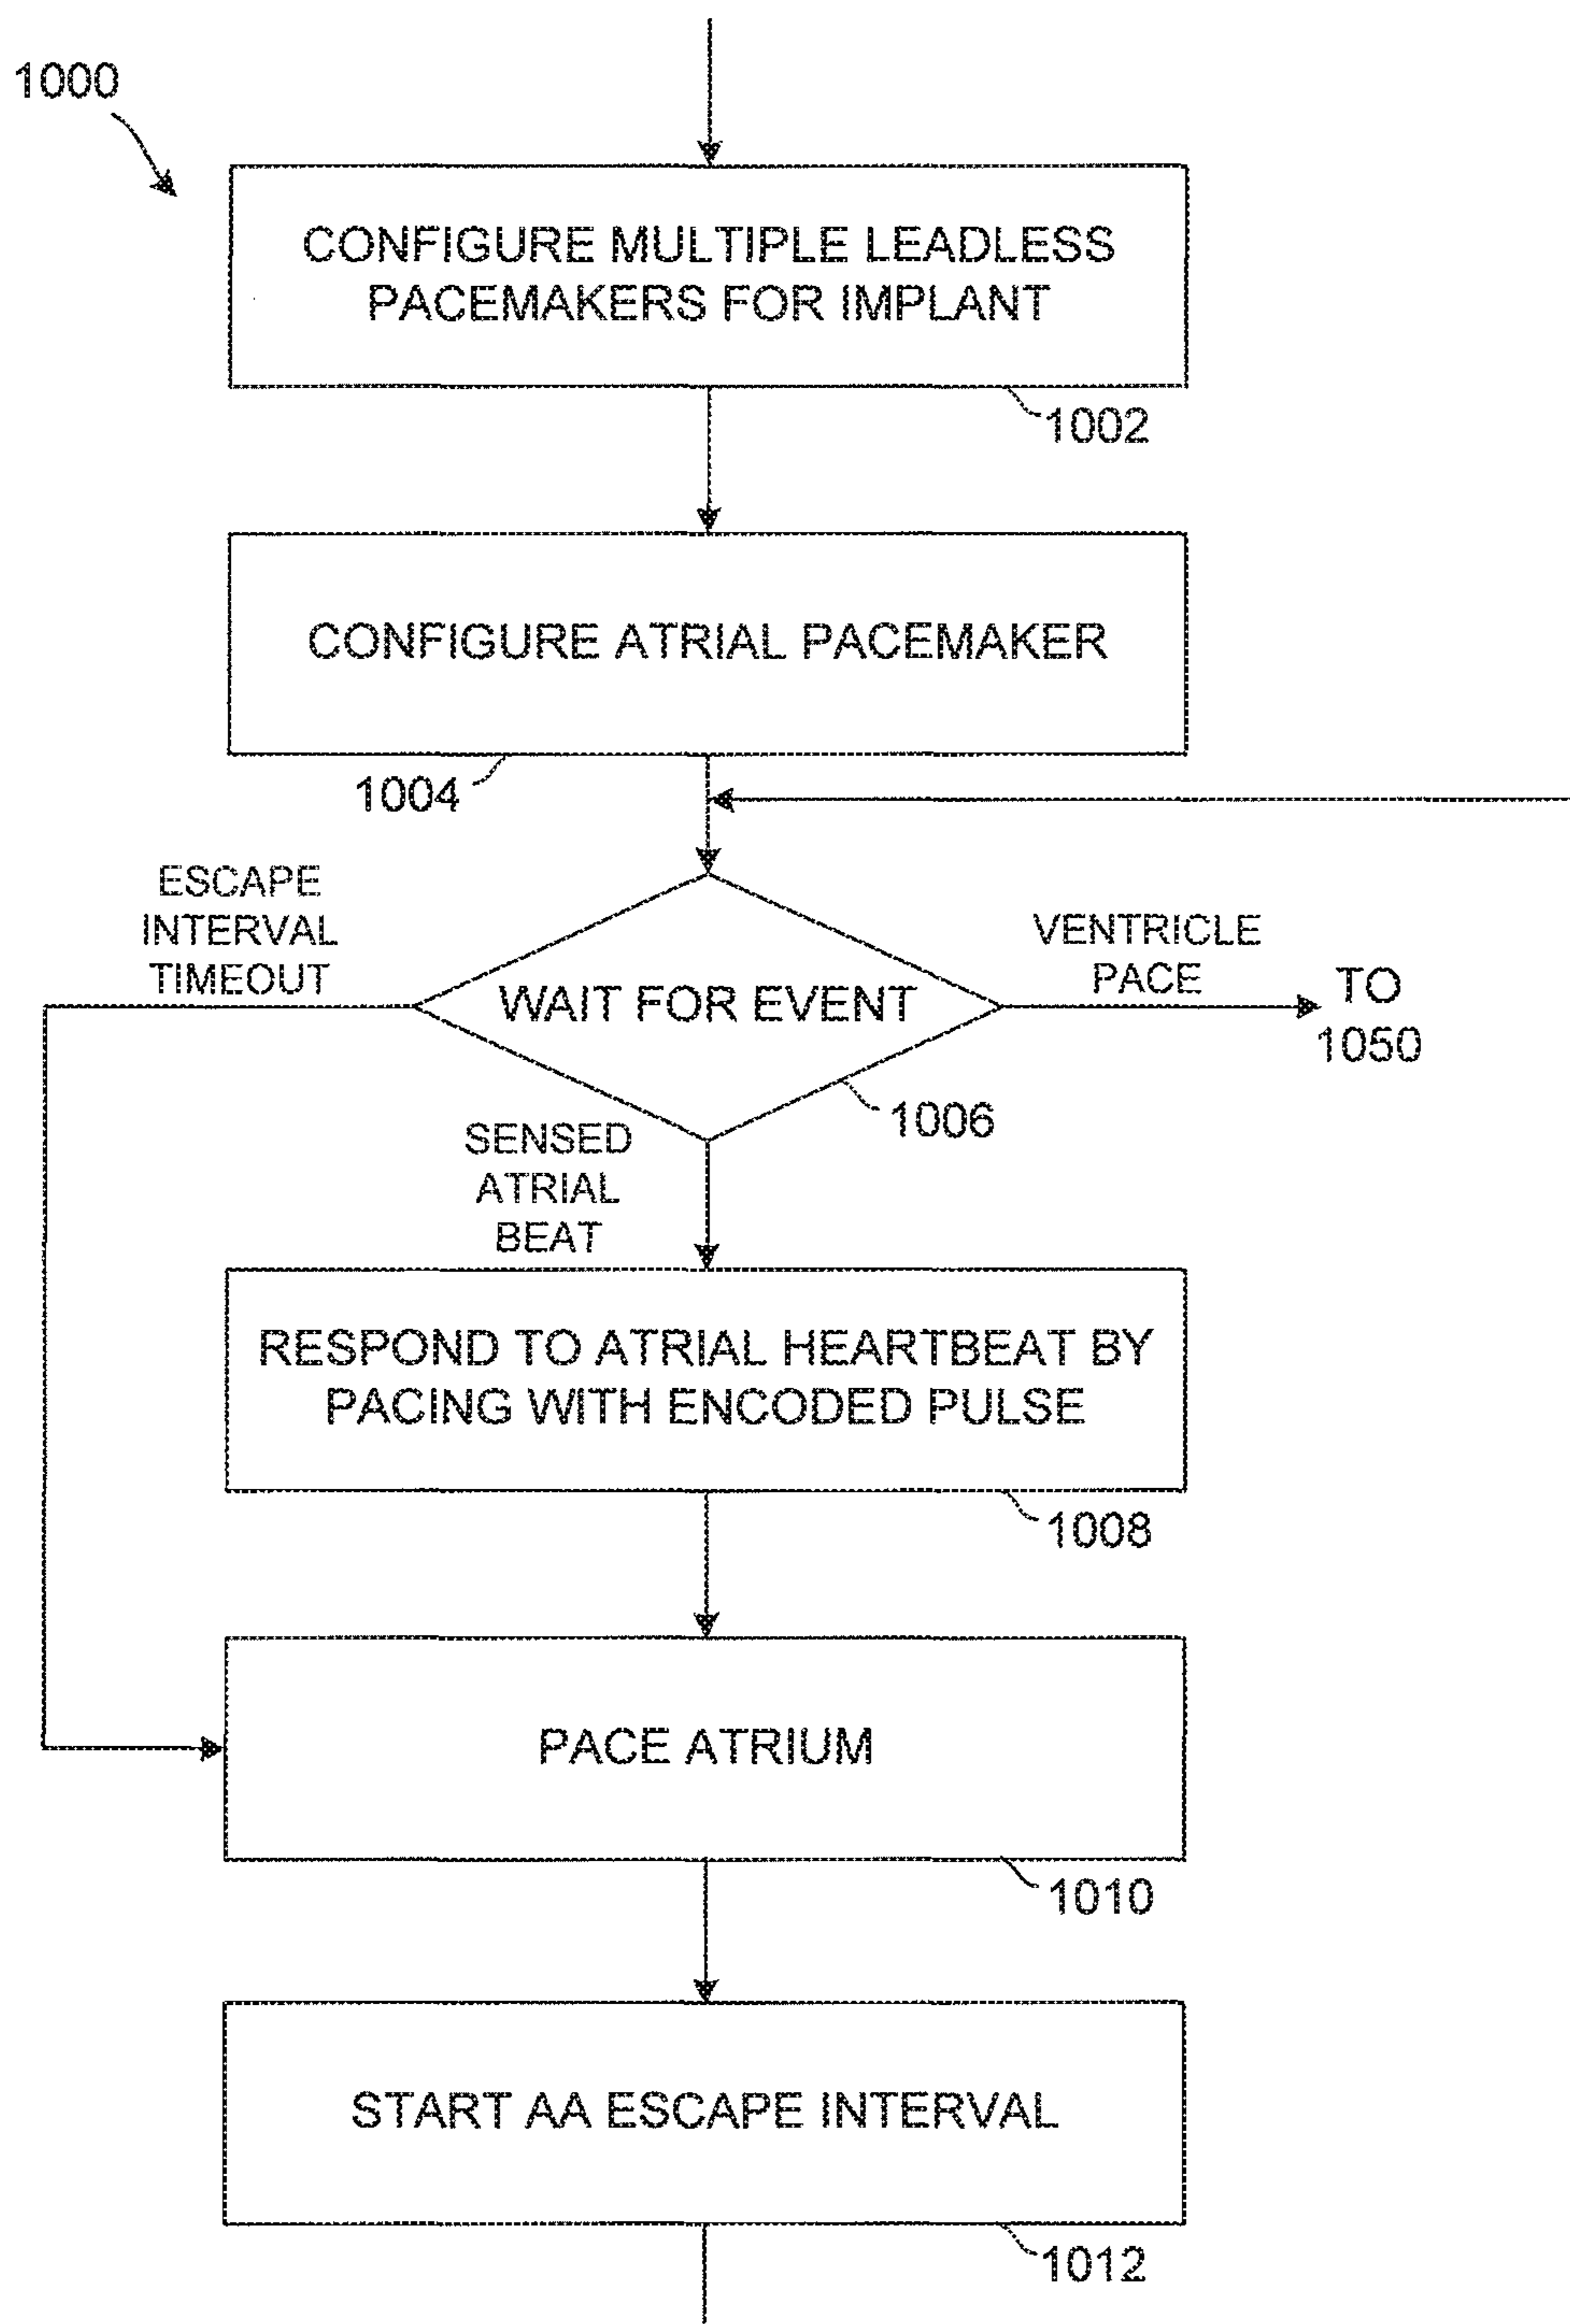 1000
CONFIGURE MULTIPLE LEADLESS
PACEMAKERS FOR IMPLANT
1002
CONFIGURE ATRIAL PACEMAKER
1004
ESCAPE
INTERVAL
TIMEOUT
WAIT FOR EVENT
VENTRICLE
PACE
TO
1050
1006
SENSED
ATRIAL
BEAT
RESPOND TO ATRIAL HEARTBEAT BY
PACING WITH ENCODED PULSE
1008
PACE ATRIUM
1010
START AA ESCAPE INTERVAL
1012